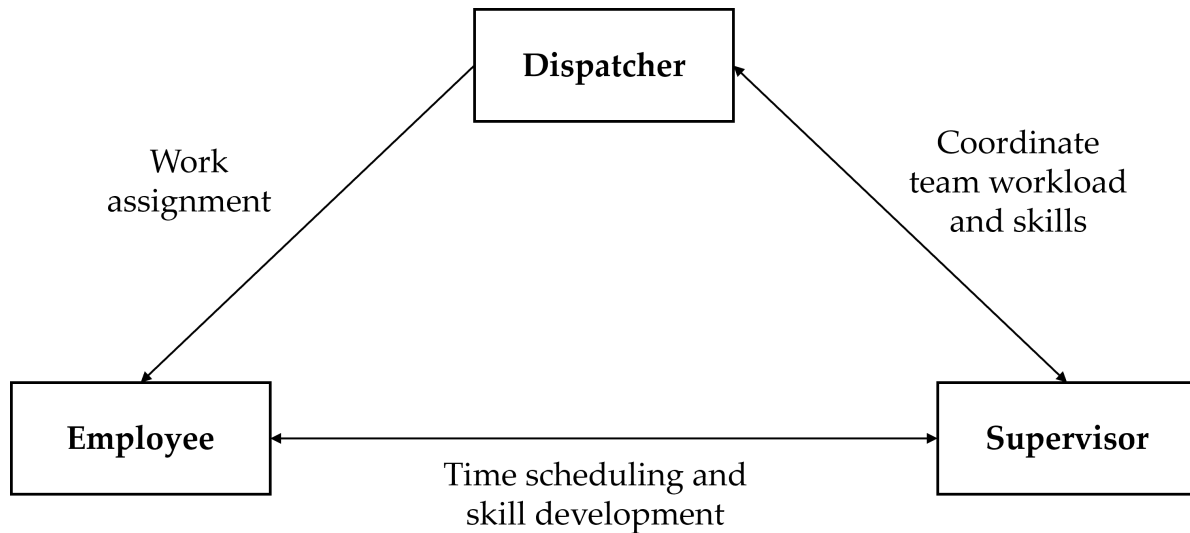 Dispatcher
Work
assignment
Coordinate
team workload
and skills
Employee
Supervisor
Time scheduling and
skill development